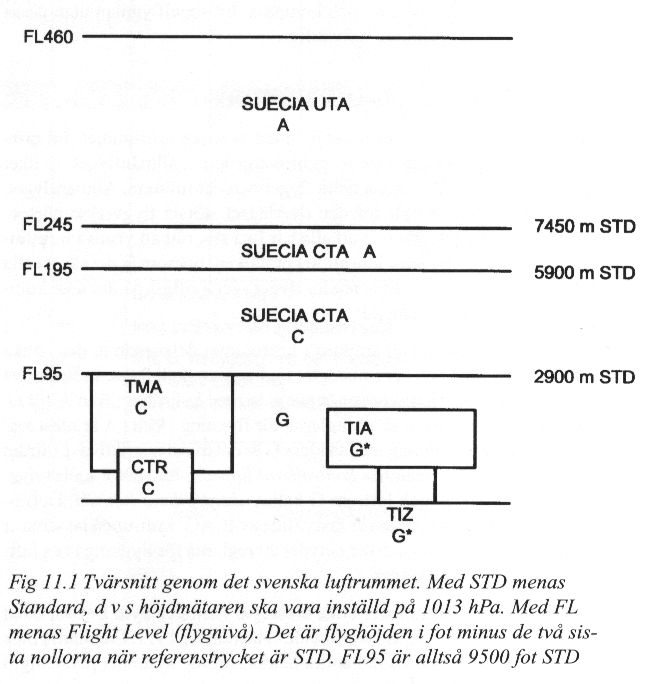 FL460
SUECIA UTA
A
FL245 7450 m STD
SUECIA CTA A
FL195 5900 m STD
SUECIA CTA
C
FL95 2900 m STD
TMA
C
G
TIA
G*
CTR
C
TIZ
G*
Fig 11.1 Tvärsnitt genom det svenska luftrummet. Med STD menas
Standard, d v s höjdmätaren ska vara inställd på 1013 hPa. Med FL
menas Flight Level (flygnivå). Det är flyghöjden i fot minus de två sis-
ta nollorna när referenstrycket är STD. FL95 är alltså 9500 fot STD